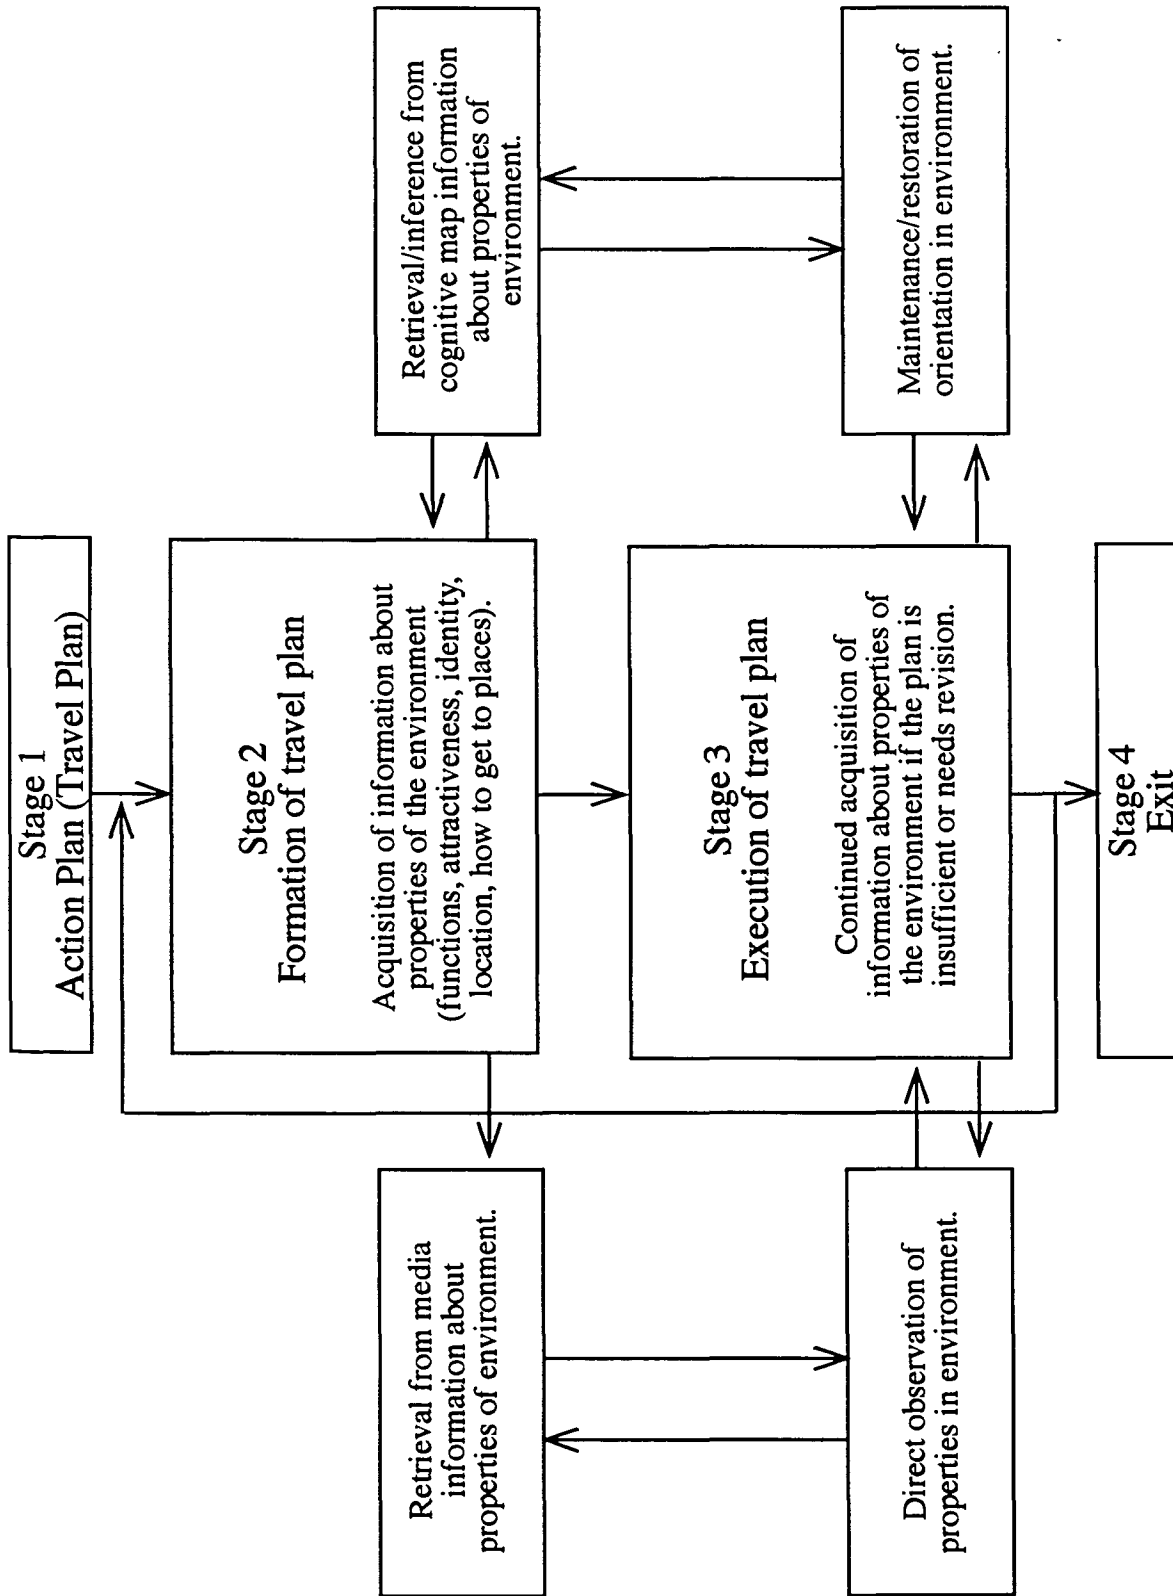 Stage 1
Action Plan (Travel Plan)
Stage 2
Formation of travel plan
Acquisition of information about
properties of the environment
(functions, attractiveness, identity,
location, how to get to places).
Retrieval from media
information about
properties of environment.
Retrieval/inference from
cognitive map information
about properties of
environment.
Stage 3
Execution of travel plan
Continued acquisition of
information about properties of
the environment if the plan is
insufficient or needs revision.
Direct observation of
properties in environment.
Maintenance/restoration of
orientation in environment.
Stage 4
Exit